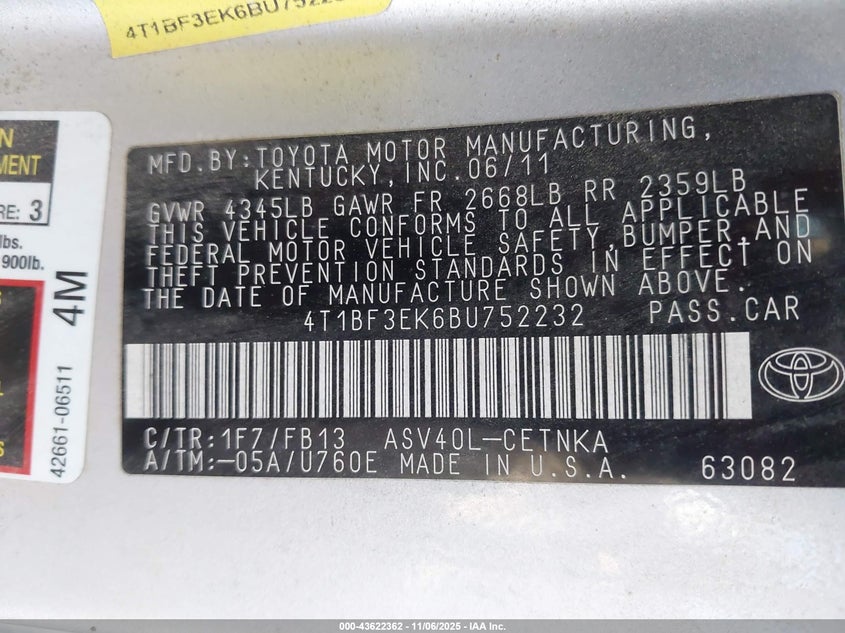 4T1BF3EK6BU75223
N
MENT
RE: 3
lbs.
900lb.
4M
42661-06511
MFD.BY:TOYOTA MOTOR MANUFACTURING,
KENTUCKY,INC.06/11
GVWR 4345LB GAWR FR 2668LB RR 2359LB
THIS VEHICLE CONFORMS TO ALL APPLICABLE
FEDERAL MOTOR VEHICLE SAFETY,BUMPER,AND
THEFT PREVENTION STANDARDS IN EFFECT ON
THE DATE OF MANUFACTURE SHOWN ABOVE.
4T1BF3EK6BU752232 PASS.CAR
C/TR:1F7/FB13 ASV40L-CETNKA
A/TM:-05A/U760E MADE IN U.S.A. 63082
000-43622362 - 11/06/2025 - IAA Inc.